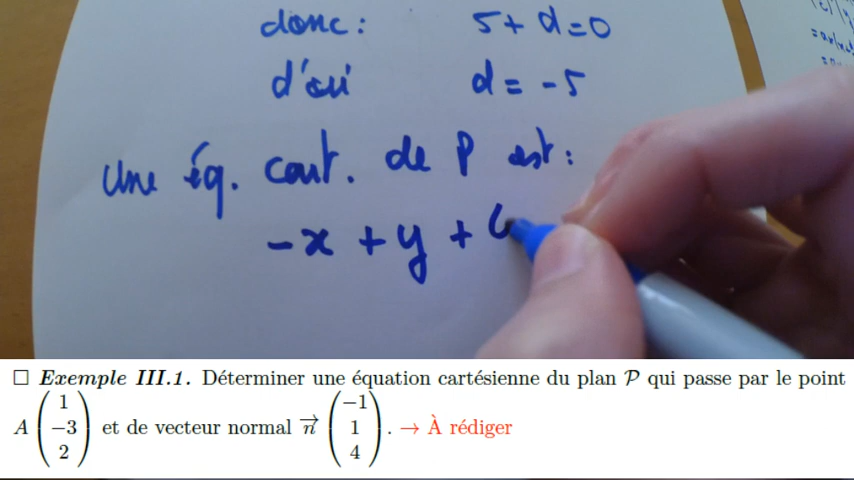 donc : 5 + d = 0
d'où d = -5
Une éq. cart. de P est :
-x + y +
□ Exemple III.1. Déterminer une équation cartésienne du plan P qui passe par le point
A (1 -3 2) et de vecteur normal n→ (-1 1 4). → À rédiger